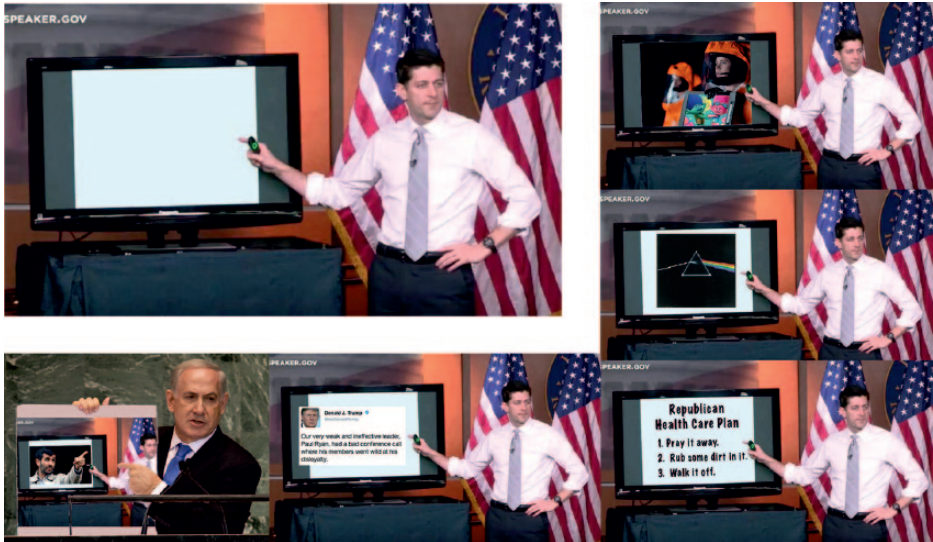 SPEAKER.GOV
SPEAKER.GOV
SPEAKER.GOV
SPEAKER.GOV
Donald J. Trump
Our very weak and ineffective leader,
Paul Ryan, had a bad conference call
where his members went wild at his
disloyalty.
SPEAKER.GOV
Republican
Health Care Plan
1. Pray it away.
2. Rub some dirt in it.
3. Walk it off.